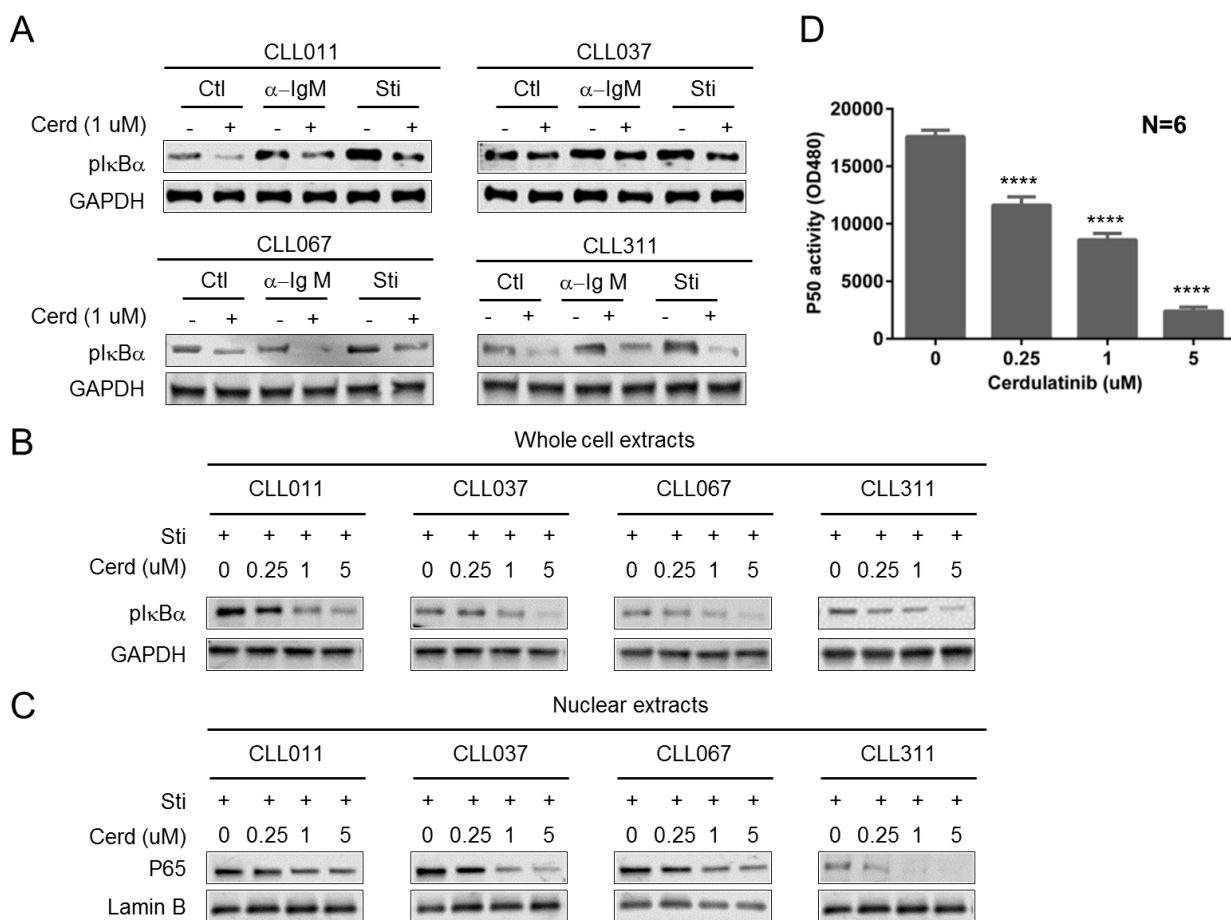 A
CLL011 CLL037
Ctl α–IgM Sti Ctl α–IgM Sti
Cerd (1 uM) - + - + - + - + - + - +
pIκBα
GAPDH
CLL067 CLL311
Ctl α–Ig M Sti Ctl α–Ig M Sti
Cerd (1 uM) - + - + - + - + - + - +
pIκBα
GAPDH
D
N=6
P50 activity (OD480)
20000
15000
10000
5000
0
**** **** ****
0 0.25 1 5
Cerdulatinib (uM)
B
Whole cell extracts
CLL011 CLL037 CLL067 CLL311
Sti + + + + + + + + + + + + + + + +
Cerd (uM) 0 0.25 1 5 0 0.25 1 5 0 0.25 1 5 0 0.25 1 5
pIκBα
GAPDH
C
Nuclear extracts
CLL011 CLL037 CLL067 CLL311
Sti + + + + + + + + + + + + + + + +
Cerd (uM) 0 0.25 1 5 0 0.25 1 5 0 0.25 1 5 0 0.25 1 5
P65
Lamin B